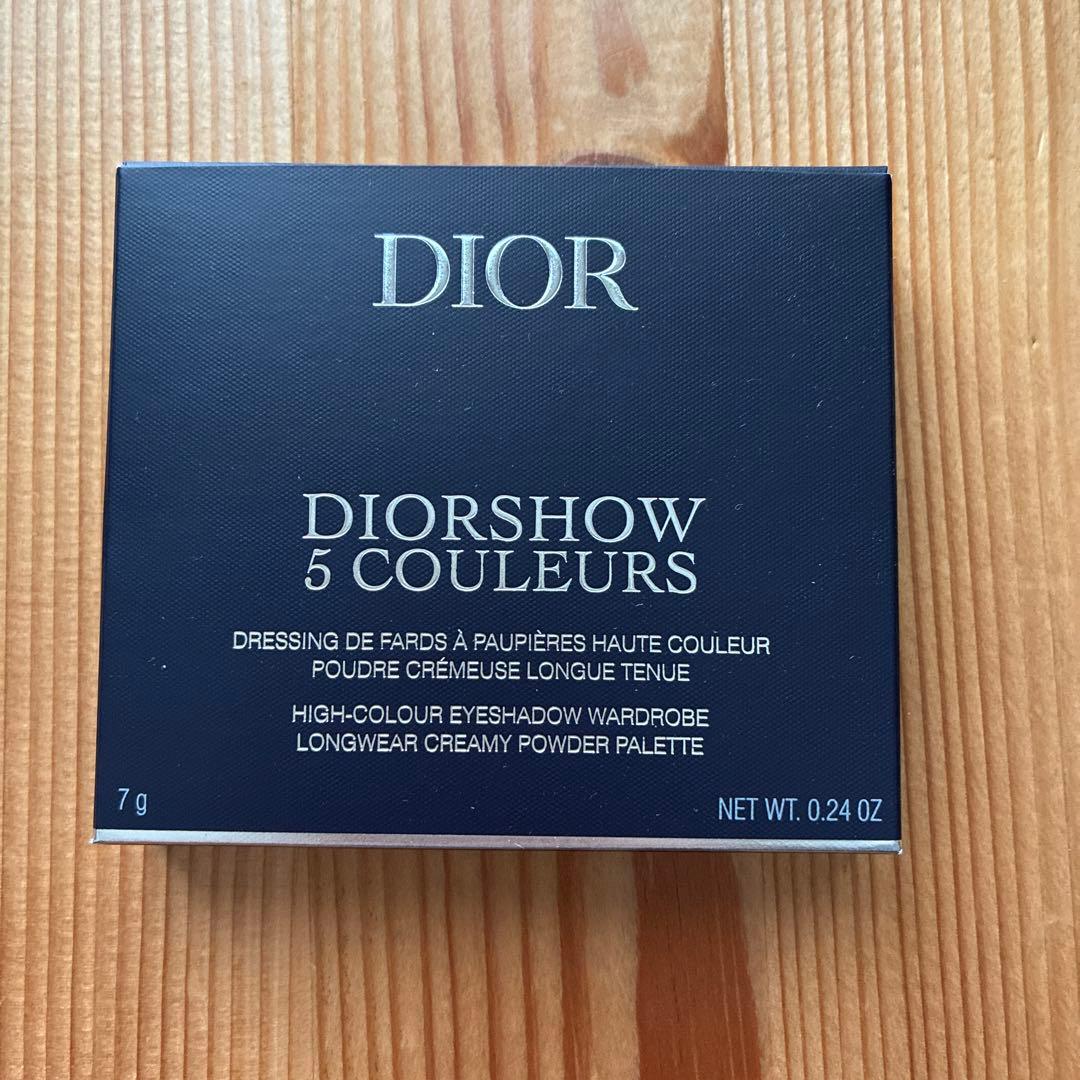 DIOR
DIORSHOW
5 COULEURS
DRESSING DE FARDS À PAUPIÈRES HAUTE COULEUR
POUDRE CRÉMEUSE LONGUE TENUE
HIGH-COLOUR EYESHADOW WARDROBE
LONGWEAR CREAMY POWDER PALETTE
7 g
NET WT. 0.24 OZ